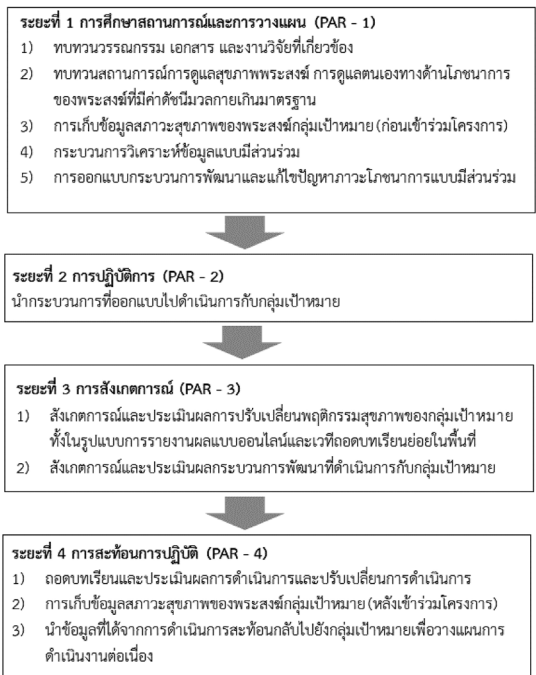 ระยะที่ 1 การศึกษาสถานการณ์และการวางแผน (PAR - 1)
1) ทบทวนวรรณกรรม เอกสาร และงานวิจัยที่เกี่ยวข้อง
2) ทบทวนสถานการณ์การดูแลสุขภาพพระสงฆ์ การดูแลตนเองทางด้านโภชนาการ
ของพระสงฆ์ที่มีค่าดัชนีมวลกายเกินมาตรฐาน
3) การเก็บข้อมูลสภาวะสุขภาพของพระสงฆ์กลุ่มเป้าหมาย (ก่อนเข้าร่วมโครงการ)
4) กระบวนการวิเคราะห์ข้อมูลแบบมีส่วนร่วม
5) การออกแบบกระบวนการพัฒนาและแก้ไขปัญหาภาวะโภชนาการแบบมีส่วนร่วม
ระยะที่ 2 การปฏิบัติการ (PAR - 2)
นำกระบวนการที่ออกแบบไปดำเนินการกับกลุ่มเป้าหมาย
ระยะที่ 3 การสังเกตการณ์ (PAR - 3)
1) สังเกตการณ์และประเมินผลการปรับเปลี่ยนพฤติกรรมสุขภาพของกลุ่มเป้าหมาย
ทั้งในรูปแบบการรายงานผลแบบออนไลน์และเวทีถอดบทเรียนย่อยในพื้นที่
2) สังเกตการณ์และประเมินผลกระบวนการพัฒนาที่ดำเนินการกับกลุ่มเป้าหมาย
ระยะที่ 4 การสะท้อนการปฏิบัติ (PAR - 4)
1) ถอดบทเรียนและประเมินผลการดำเนินการและปรับเปลี่ยนการดำเนินการ
2) การเก็บข้อมูลสภาวะสุขภาพของพระสงฆ์กลุ่มเป้าหมาย (หลังเข้าร่วมโครงการ)
3) นำข้อมูลที่ได้จากการดำเนินการสะท้อนกลับไปยังกลุ่มเป้าหมายเพื่อวางแผนการ
ดำเนินงานต่อเนื่อง